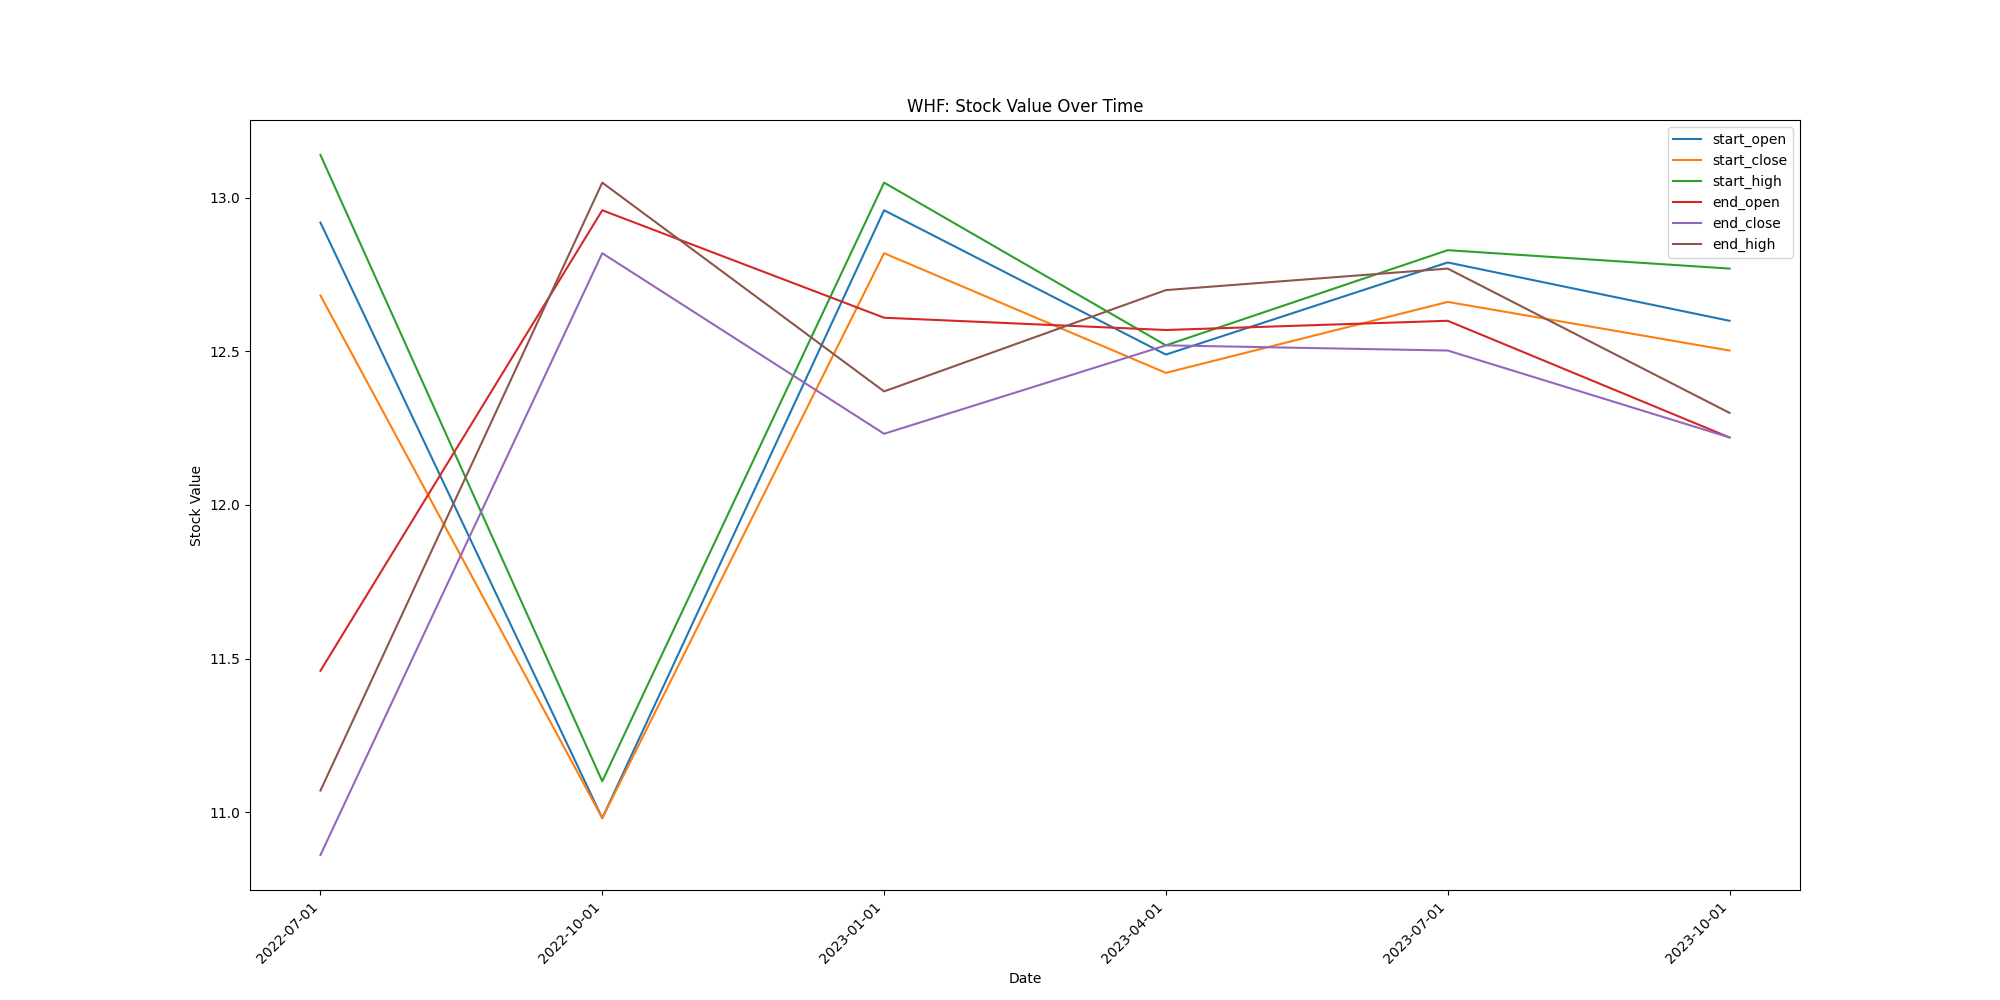 WHF: Stock Value Over Time
start_open
start_close
start_high
end_open
end_close
end_high
Stock Value
13.0
12.5
12.0
11.5
11.0
2022-07-01
2022-10-01
2023-01-01
2023-04-01
2023-07-01
2023-10-01
Date